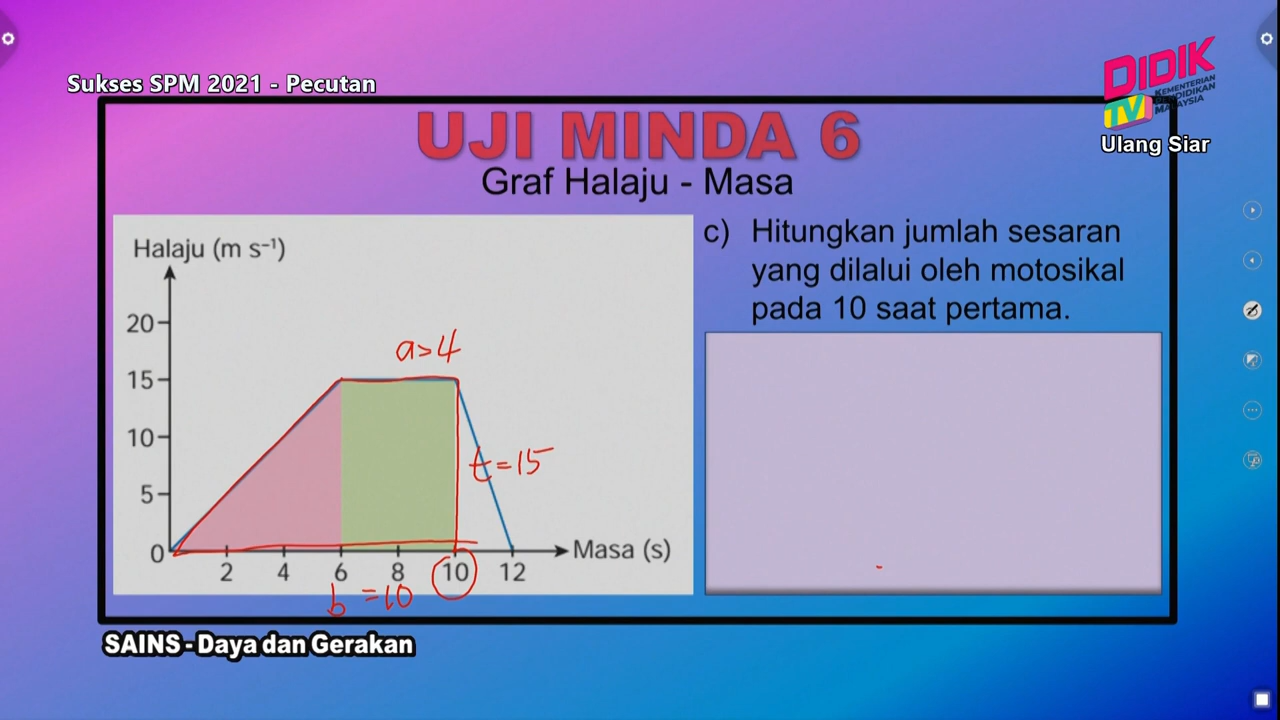 Sukses SPM 2021 - Pecutan
DIDIK
TV
KEMENTERIAN
PENDIDIKAN
MALAYSIA
Ulang Siar
UJI MINDA 6
Graf Halaju - Masa
Halaju (m s⁻¹)
20
15
10
5
0
2 4 6 8 10 12
Masa (s)
a=4
t=15
b=10
c) Hitungkan jumlah sesaran
yang dilalui oleh motosikal
pada 10 saat pertama.
SAINS - Daya dan Gerakan